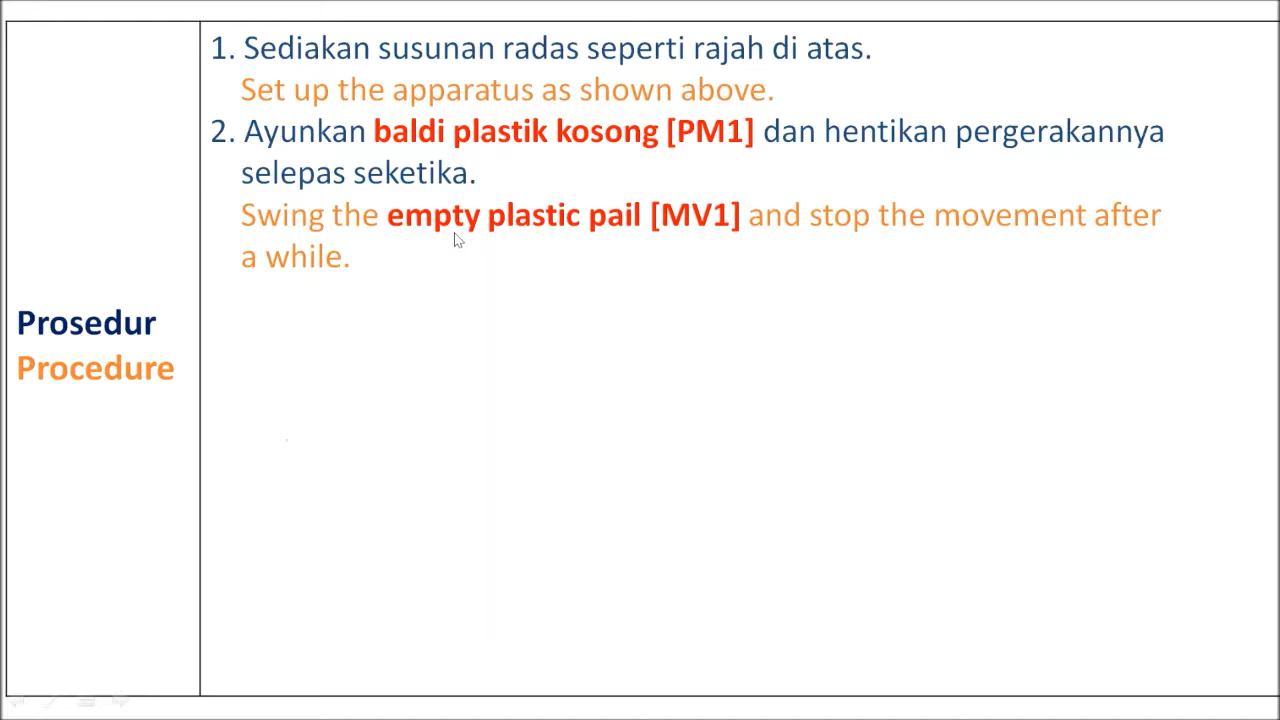 1. Sediakan susunan radas seperti rajah di atas.
Set up the apparatus as shown above.
2. Ayunkan baldi plastik kosong [PM1] dan hentikan pergerakannya
selepas seketika.
Swing the empty plastic pail [MV1] and stop the movement after
a while.
Prosedur
Procedure